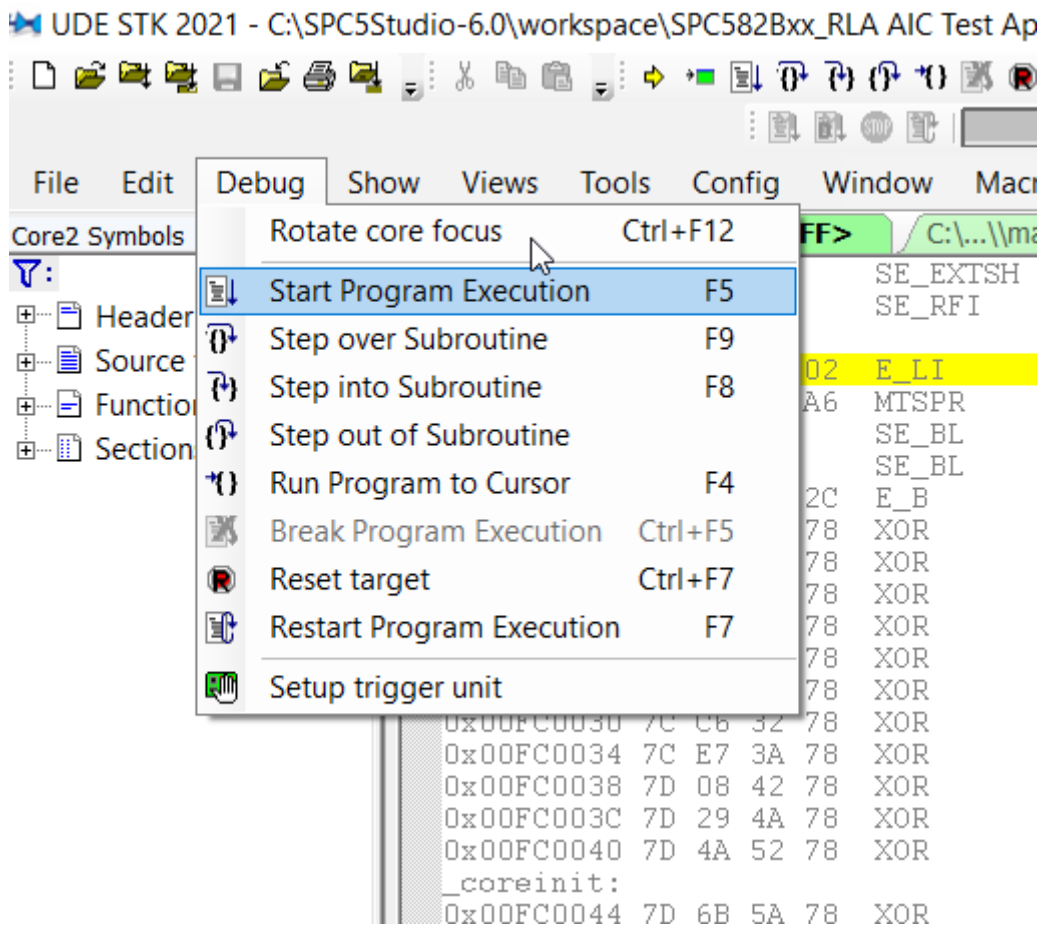 UDE STK 2021 - C:\SPC5Studio-6.0\workspace\SPC582Bxx_RLA AIC Test Ap
STOP
File Edit Debug Show Views Tools Config Window Macr
Core2 Symbols
Rotate core focus Ctrl+F12
FF> C:\...\\ma
Start Program Execution F5
SE_EXTSH
Header
SE_RFI
Step over Subroutine F9
Source
02 E_LI
Step into Subroutine F8
Function
A6 MTSPR
Step out of Subroutine
SE_BL
Section
SE_BL
Run Program to Cursor F4
2C E_B
Break Program Execution Ctrl+F5
78 XOR
78 XOR
Reset target Ctrl+F7
78 XOR
Restart Program Execution F7
78 XOR
78 XOR
Setup trigger unit
78 XOR
0x00FC0030 7C C6 32 78 XOR
0x00FC0034 7C E7 3A 78 XOR
0x00FC0038 7D 08 42 78 XOR
0x00FC003C 7D 29 4A 78 XOR
0x00FC0040 7D 4A 52 78 XOR
_coreinit:
0x00FC0044 7D 6B 5A 78 XOR